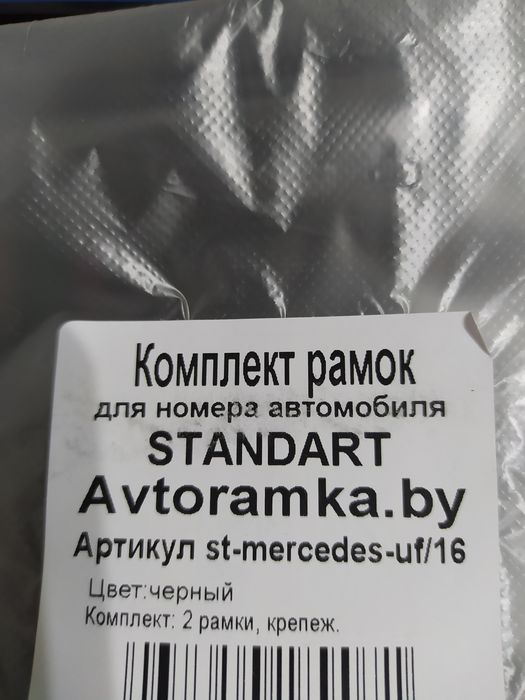 Комплект рамок
для номера автомобиля
STANDART
Avtoramka.by
Артикул st-mercedes-uf/16
Цвет:черный
Комплект: 2 рамки, крепеж.